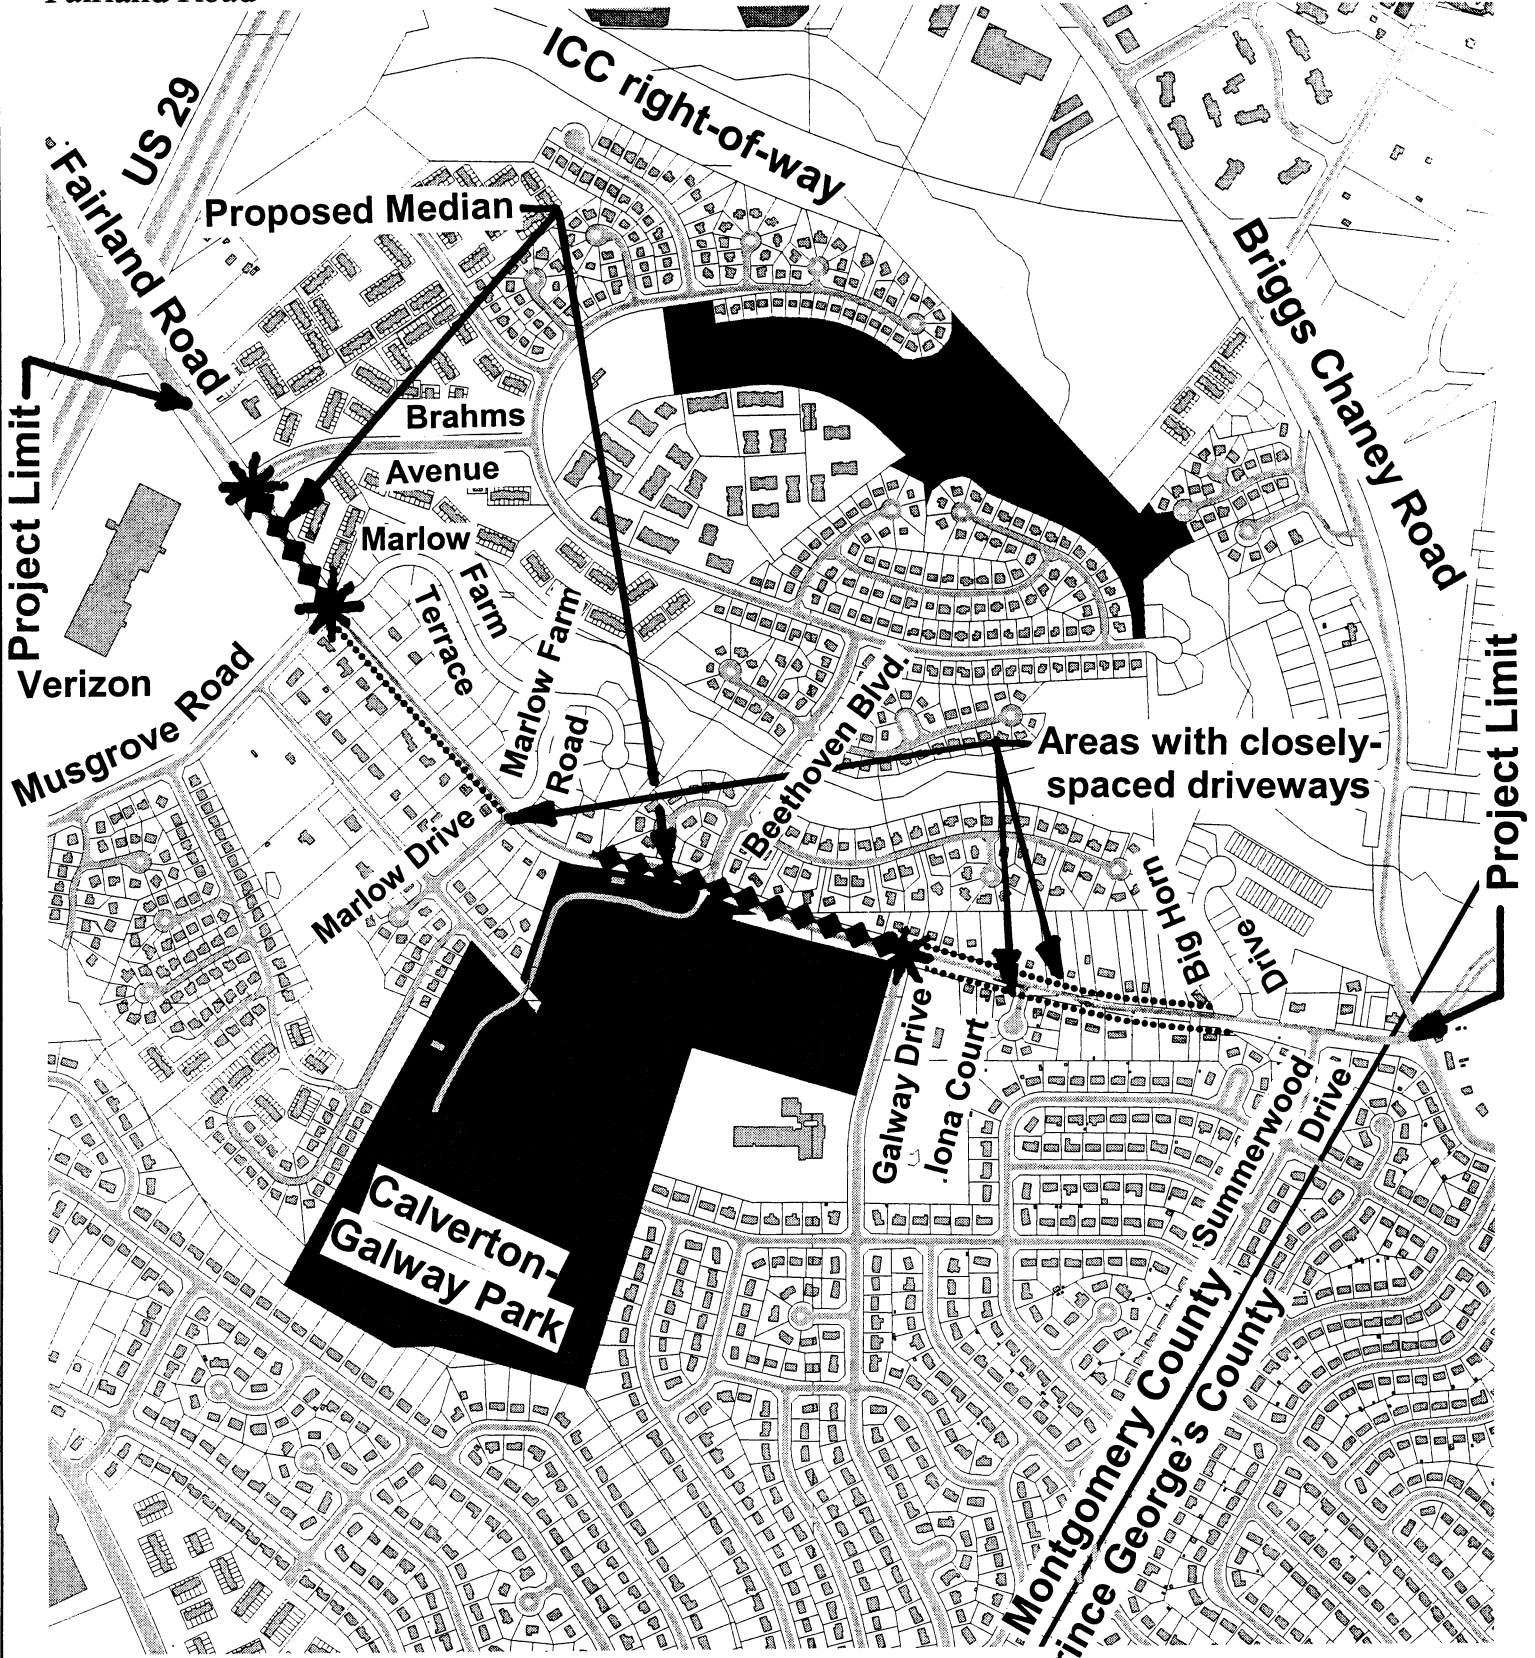 Fairland Road
ICC right-of-way
US 29
Fairland Road
Proposed Median
Briggs Chaney Road
Project Limit
Brahms
Avenue
Marlow
Farm
Terrace
Marlow Farm
Road
Verizon
Musgrove Road
Marlow Drive
Beethoven Blvd.
Areas with closely-
spaced driveways
Project Limit
Big Horn
Drive
Galway Drive
Iona Court
Summerwood
Drive
Calverton-
Galway Park
Montgomery County
rince George's County